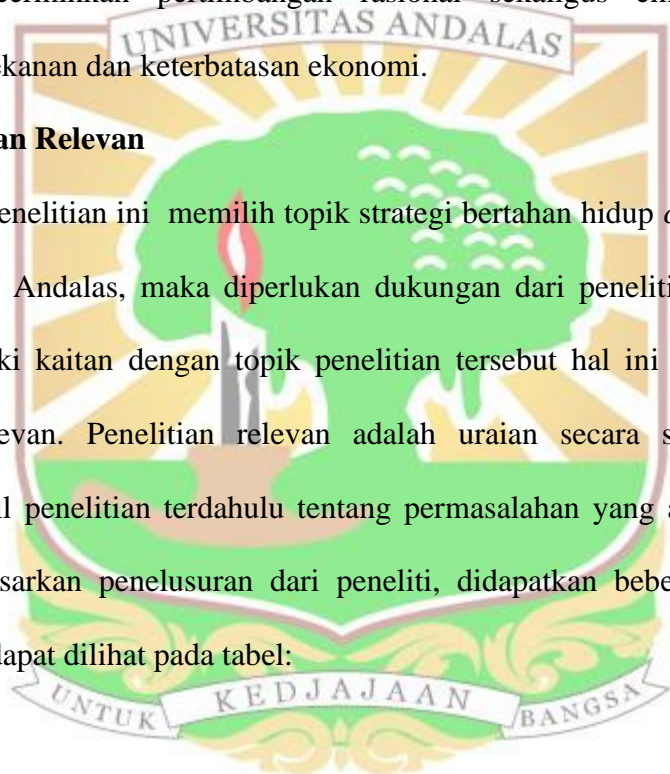 cerminkan pertimbangan rasional sekaligus
UNIVERSITAS ANDALAS
ekanan dan keterbatasan ekonomi.
an Relevan
enelitian ini memilih topik strategi bertahan hidup
Andalas, maka diperlukan dukungan dari peneliti
ki kaitan dengan topik penelitian tersebut hal ini
evan. Penelitian relevan adalah uraian secara s
l penelitian terdahulu tentang permasalahan yang a
sarkan penelusuran dari peneliti, didapatkan bebe
dapat dilihat pada tabel:
UNTUK KEDJAJAAN BANGSA